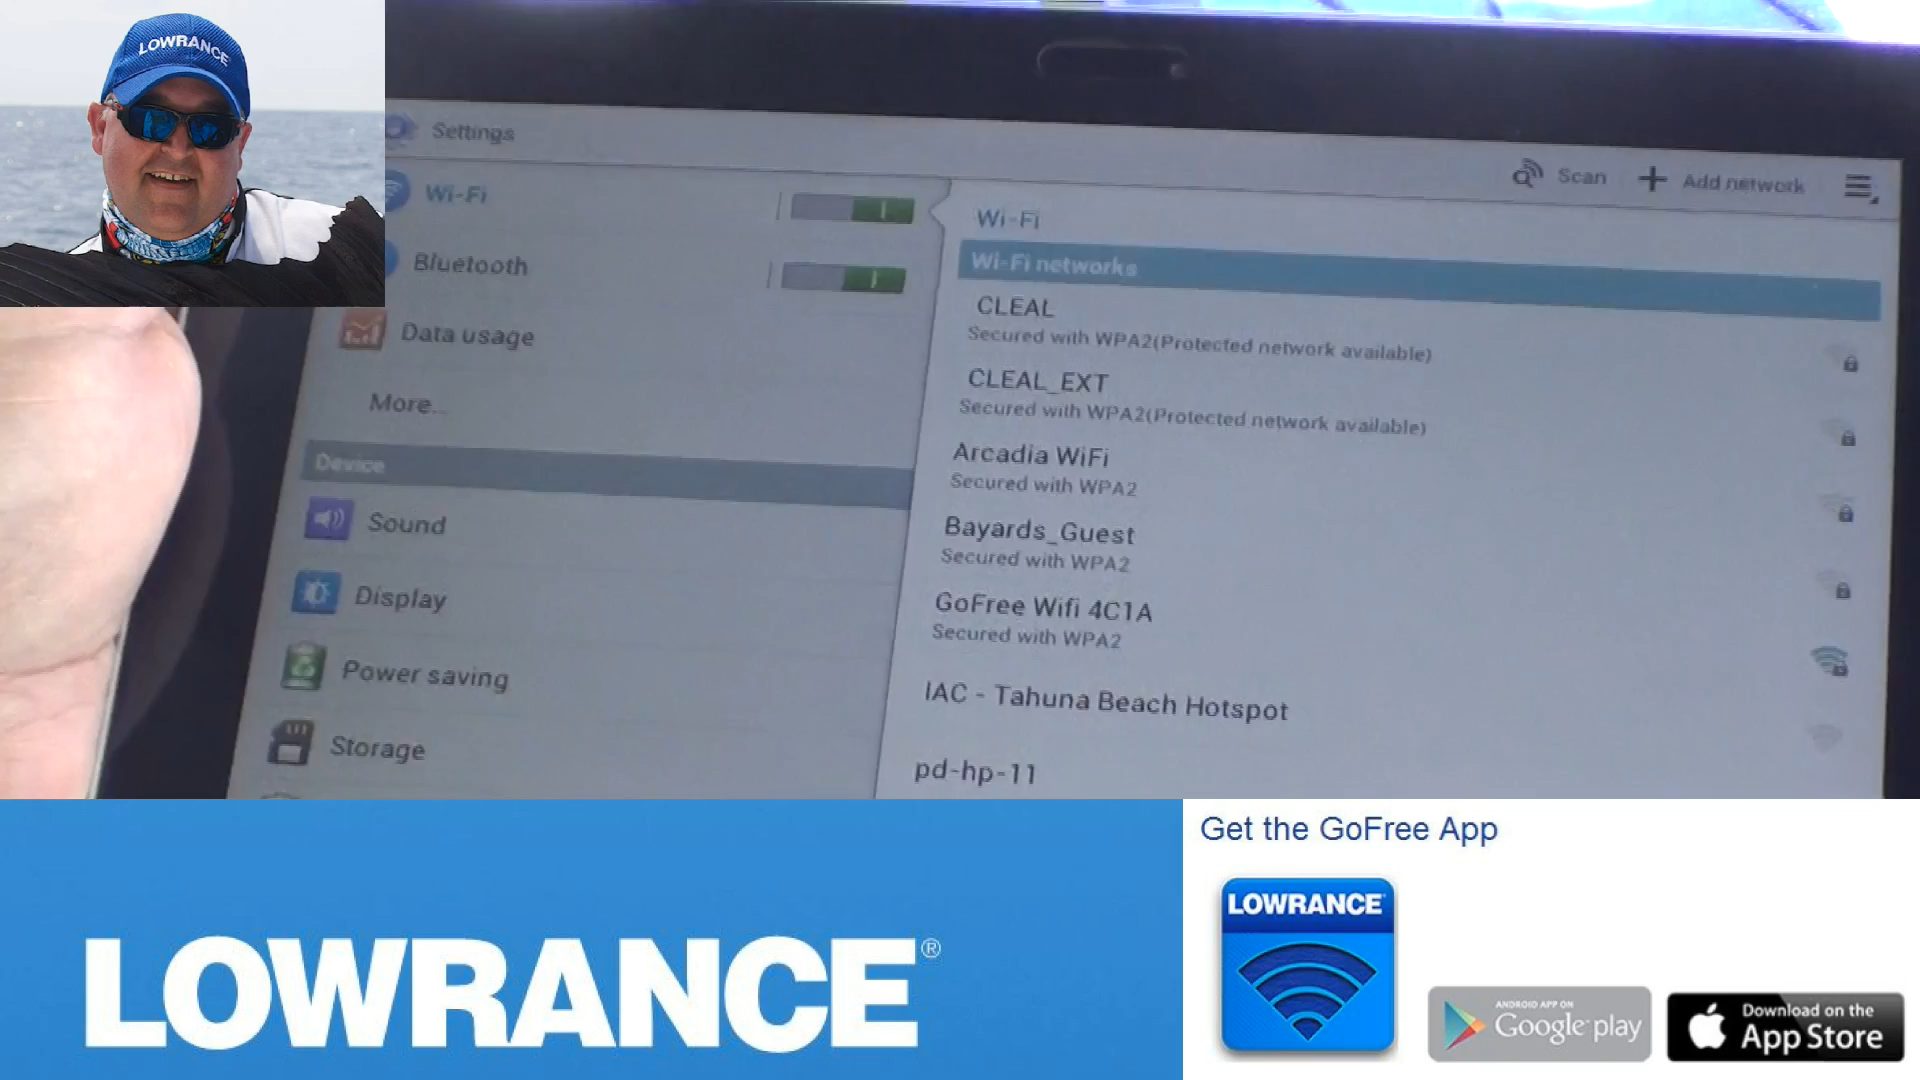 LOWRANCE
Settings
Scan
Add network
Wi-Fi
Bluetooth
Data usage
More...
Device
Sound
Display
Power saving
Storage
Wi-Fi
Wi-Fi networks
CLEAL
Secured with WPA2(Protected network available)
CLEAL_EXT
Secured with WPA2(Protected network available)
Arcadia WiFi
Secured with WPA2
Bayards_Guest
Secured with WPA2
GoFree Wifi 4C1A
Secured with WPA2
IAC - Tahuna Beach Hotspot
pd-hp-11
LOWRANCE®
Get the GoFree App
LOWRANCE
ANDROID APP ON
Google play
Download on the
App Store